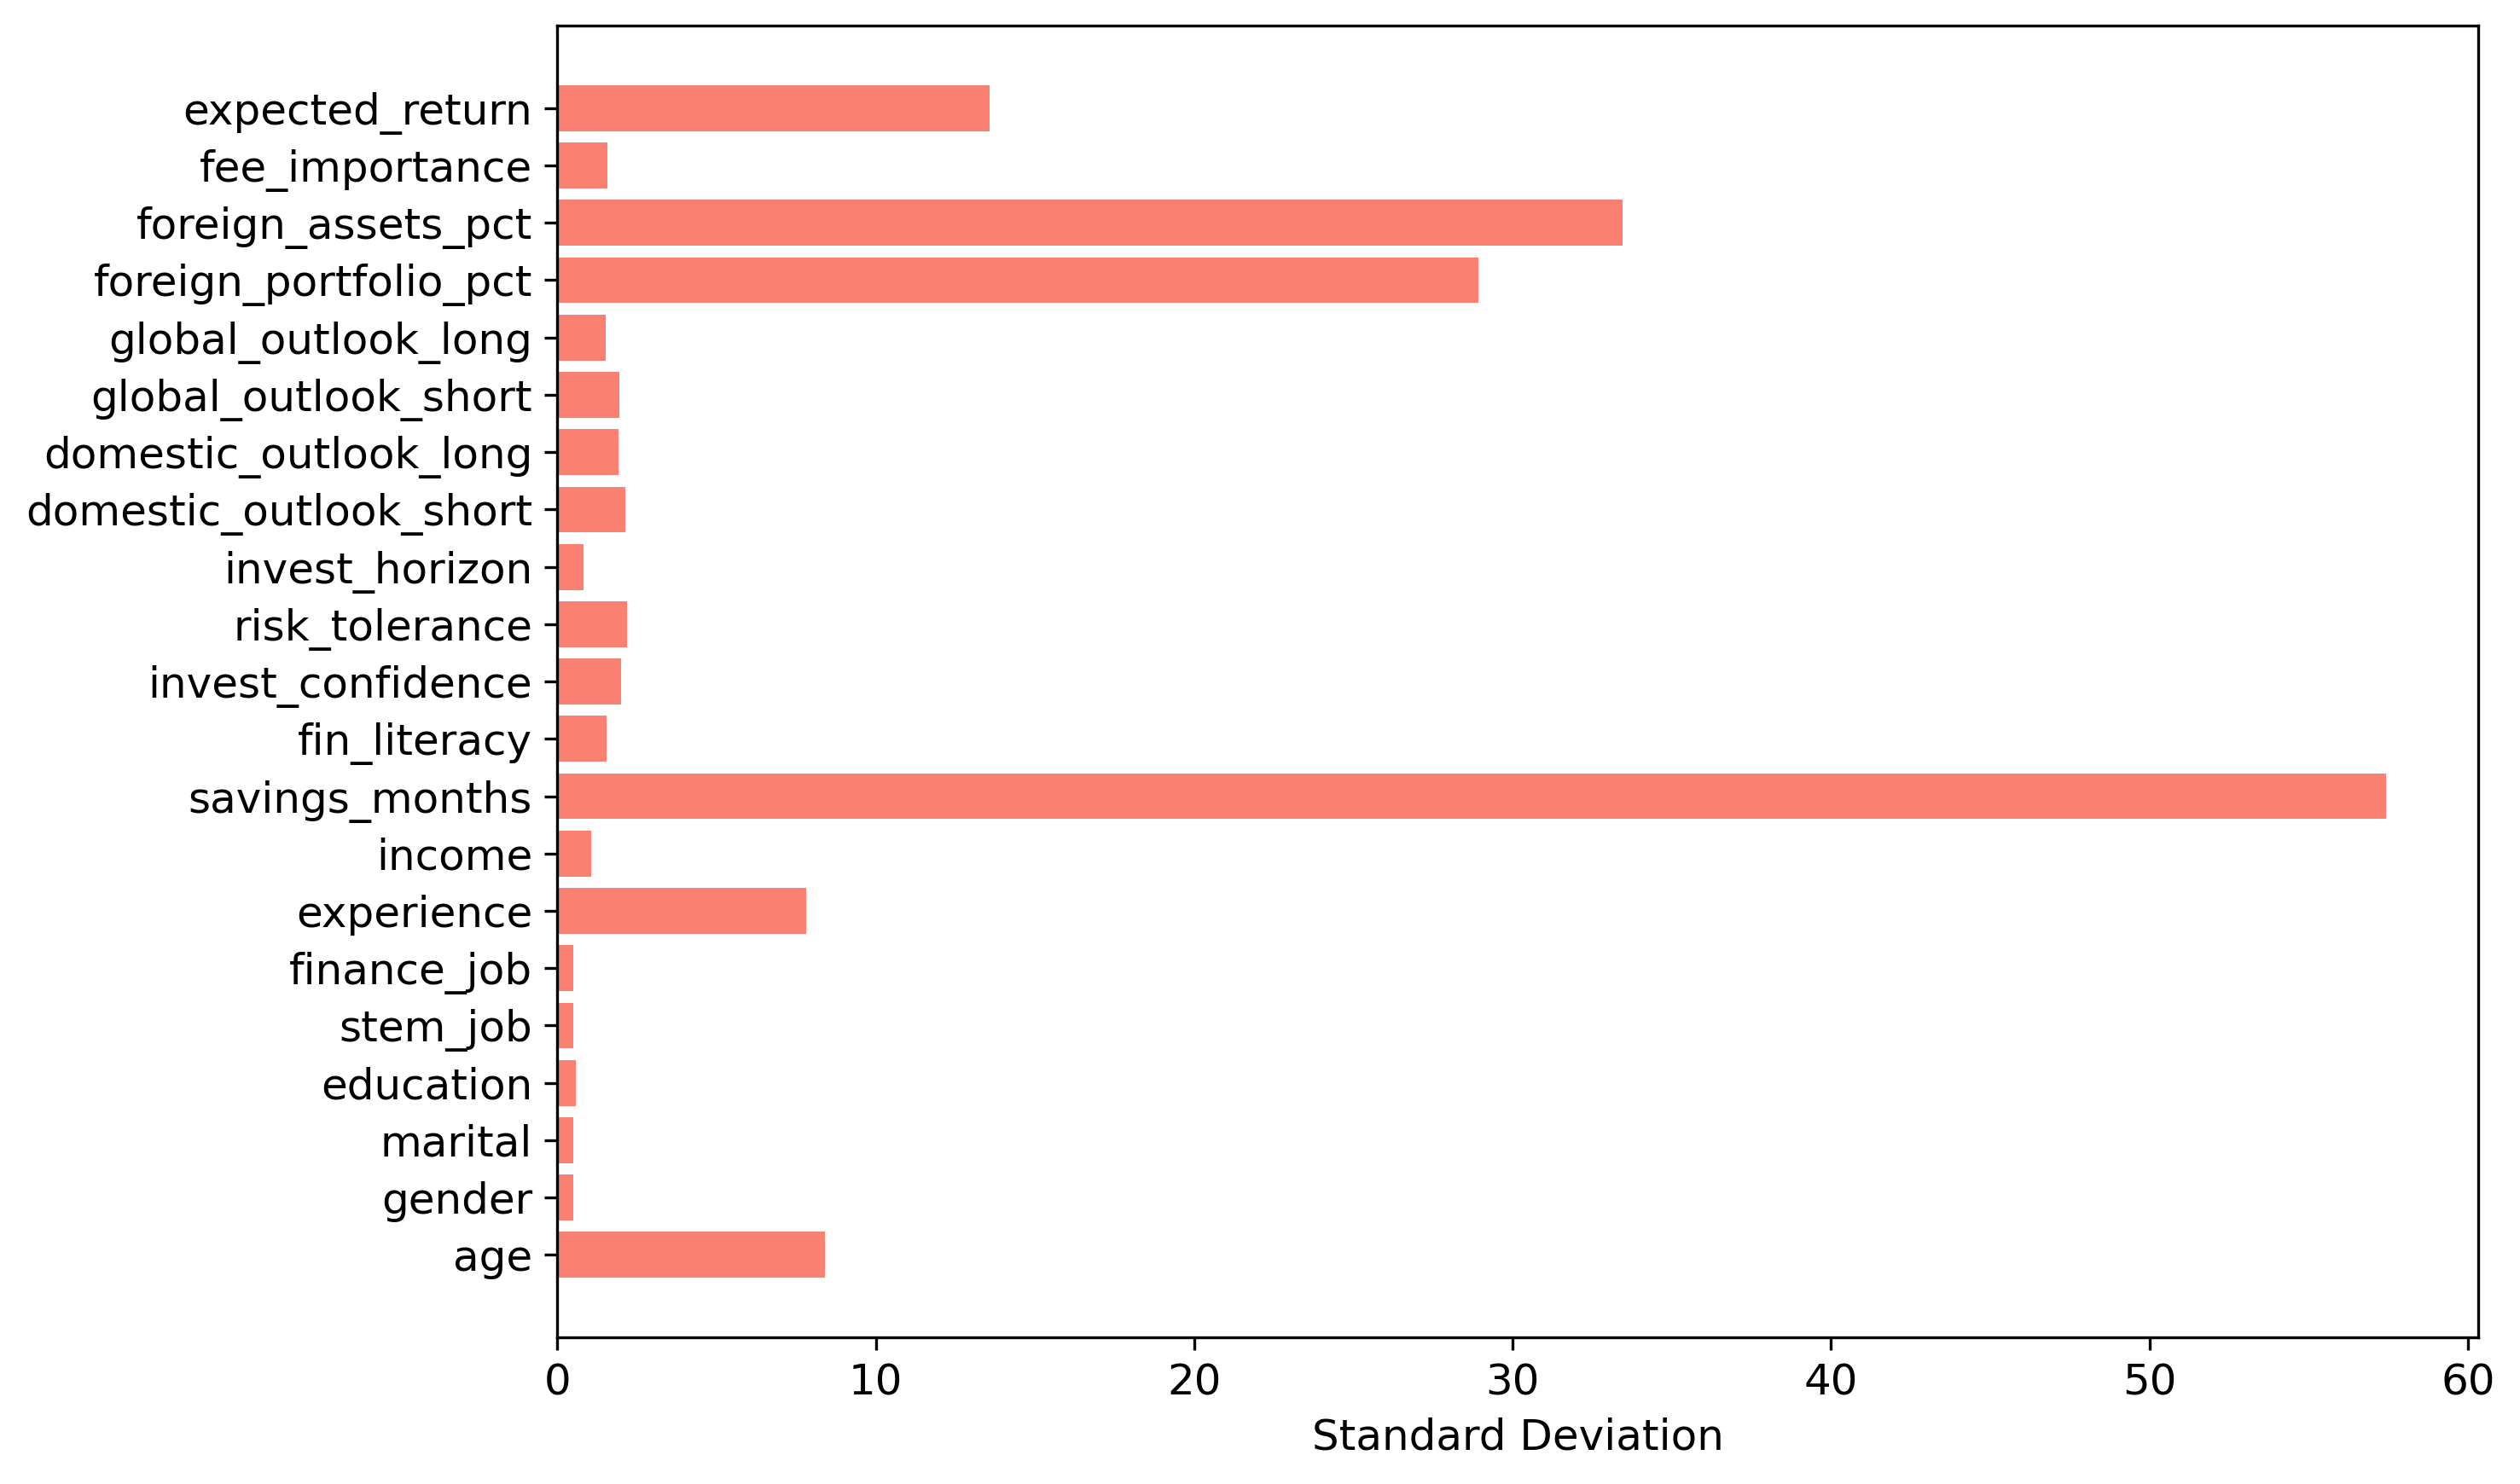 expected_return
fee_importance
foreign_assets_pct
foreign_portfolio_pct
global_outlook_long
global_outlook_short
domestic_outlook_long
domestic_outlook_short
invest_horizon
risk_tolerance
invest_confidence
fin_literacy
savings_months
income
experience
finance_job
stem_job
education
marital
gender
age
0 10 20 30 40 50 60
Standard Deviation